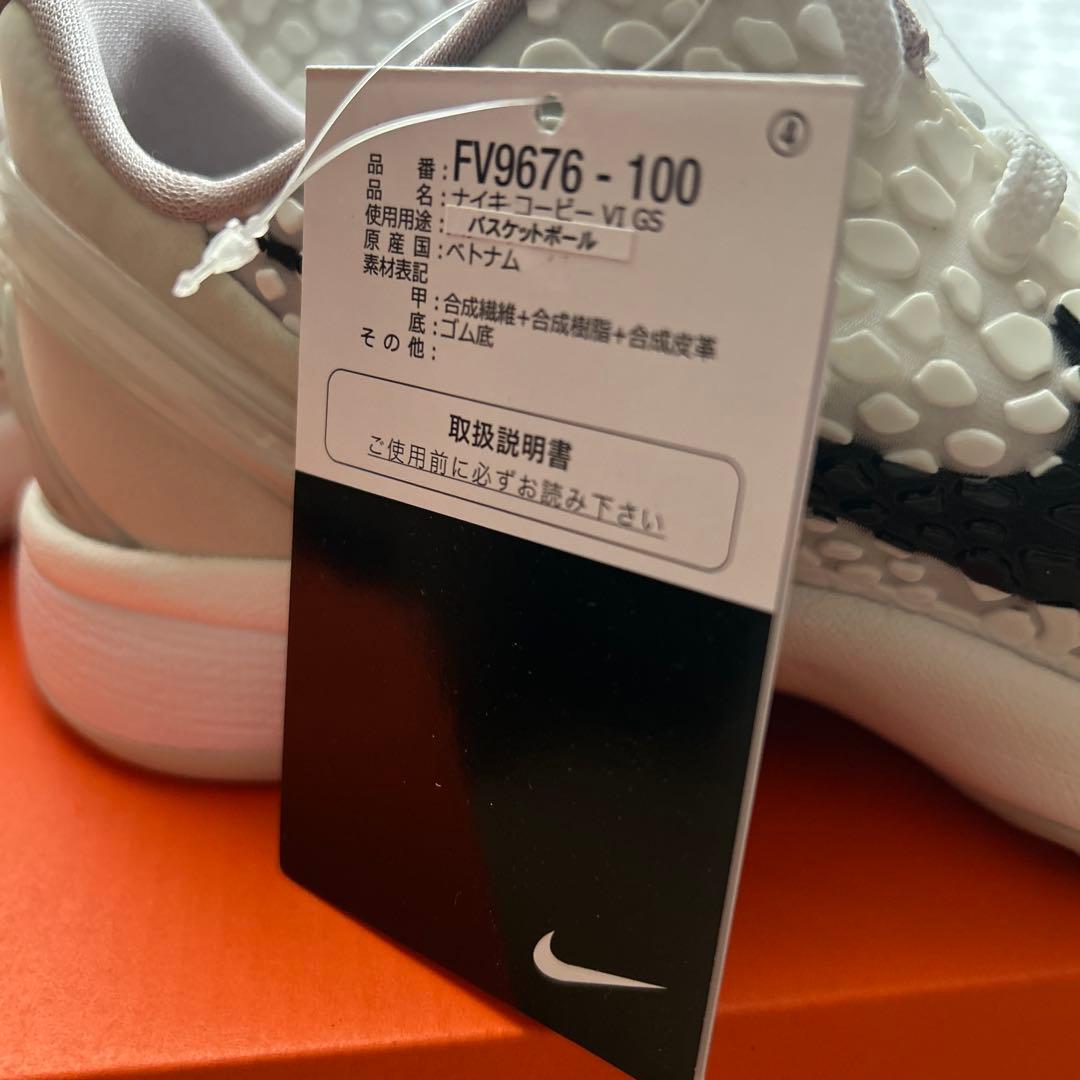 ④
品 番:FV9676 - 100
品 名:ナイキ コービー VI GS
使用用途: バスケットボール
原産国:ベトナム
素材表記
甲:合成繊維+合成樹脂+合成皮革
底:ゴム底
その他:
取扱説明書
ご使用前に必ずお読み下さい